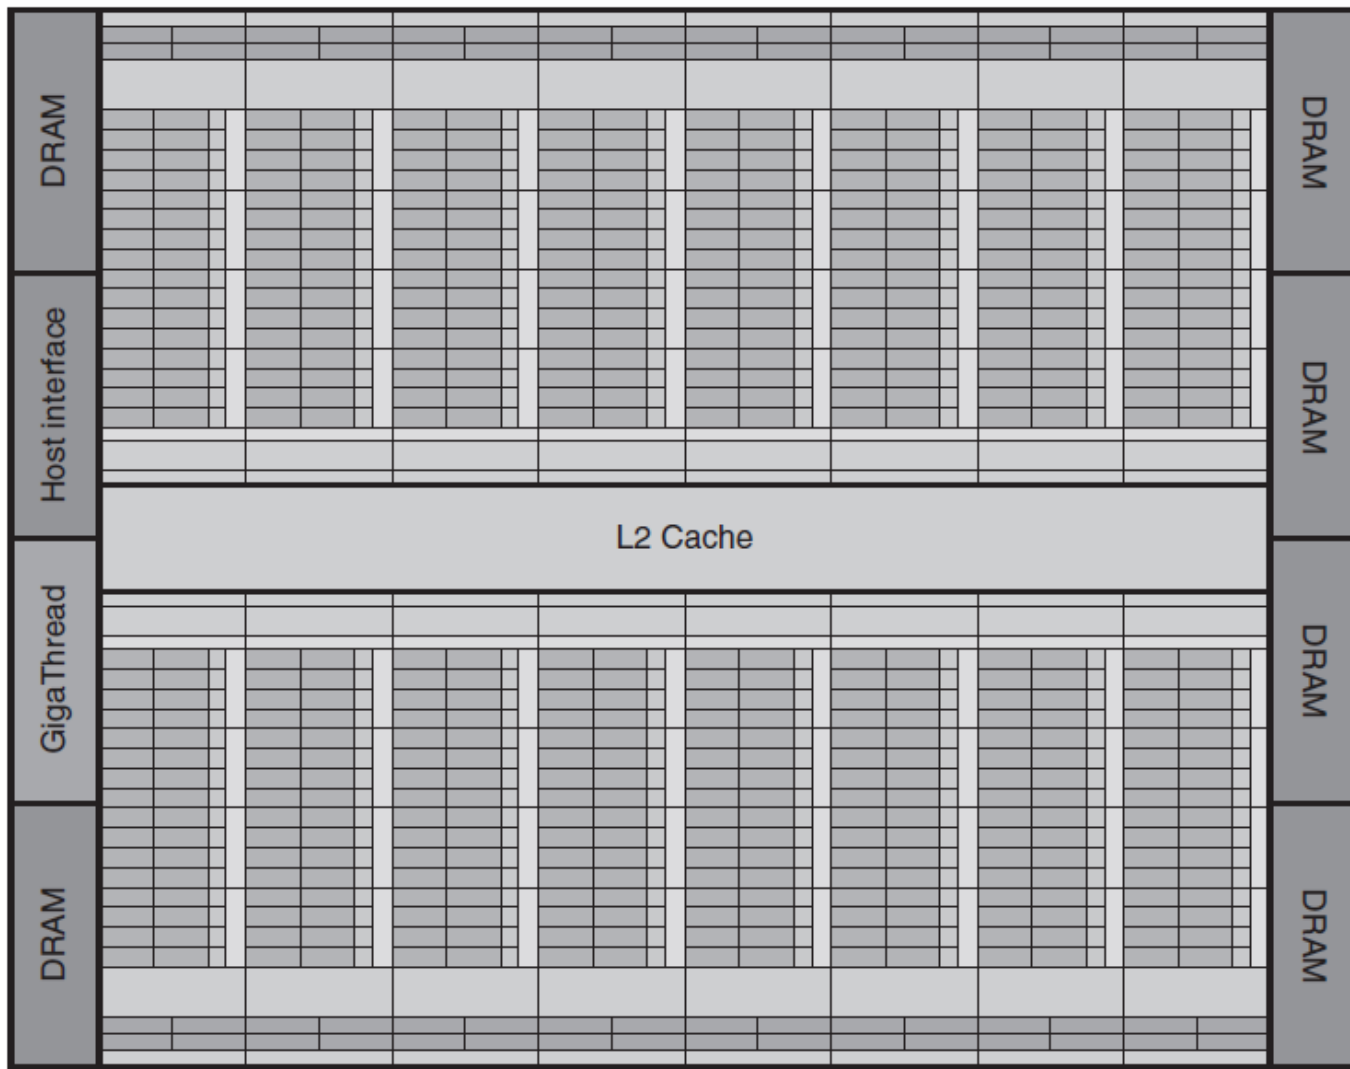 DRAM
Host interface
GigaThread
DRAM
L2 Cache
DRAM
DRAM
DRAM
DRAM